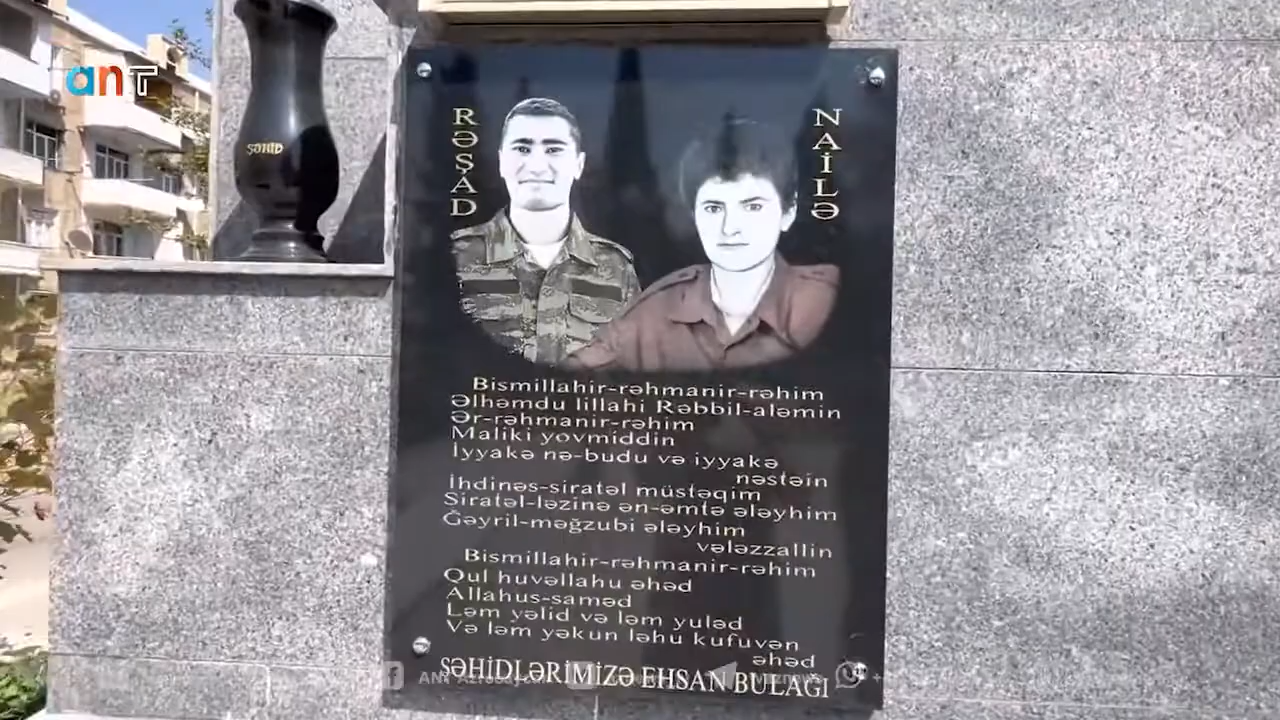 ANT
ŞƏHİD
RƏŞAD
NAİLƏ
Bismillahir-rəhmanir-rəhim
Əlhəmdu lillahi Rəbbil-aləmin
Ər-rəhmanir-rəhim
Maliki yovmiddin
İyyakə nə-budu və iyyakə
nəstəin
İhdinəs-siratəl müstəqim
Siratəl-ləzinə ən-əmtə ələyhim
Ğəyril-məğzubi ələyhim
vələzzallin
Bismillahir-rəhmanir-rəhim
Qul huvəllahu əhəd
Allahus-saməd
Ləm yəlid və ləm yuləd
Və ləm yəkun ləhu kufuvən
əhəd
ŞƏHİDLƏRİMİZƏ EHSAN BULAĞI